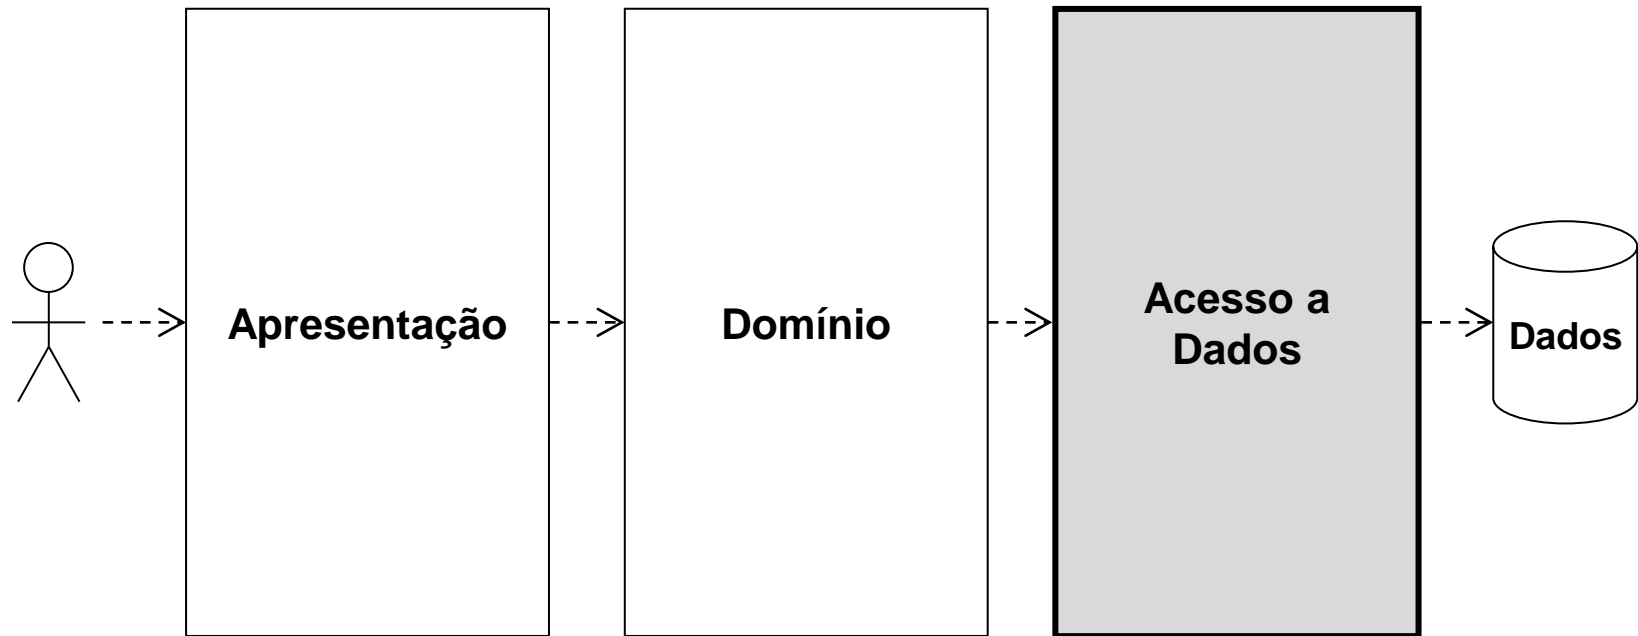 Apresentação
Domínio
Acesso a
Dados
Dados